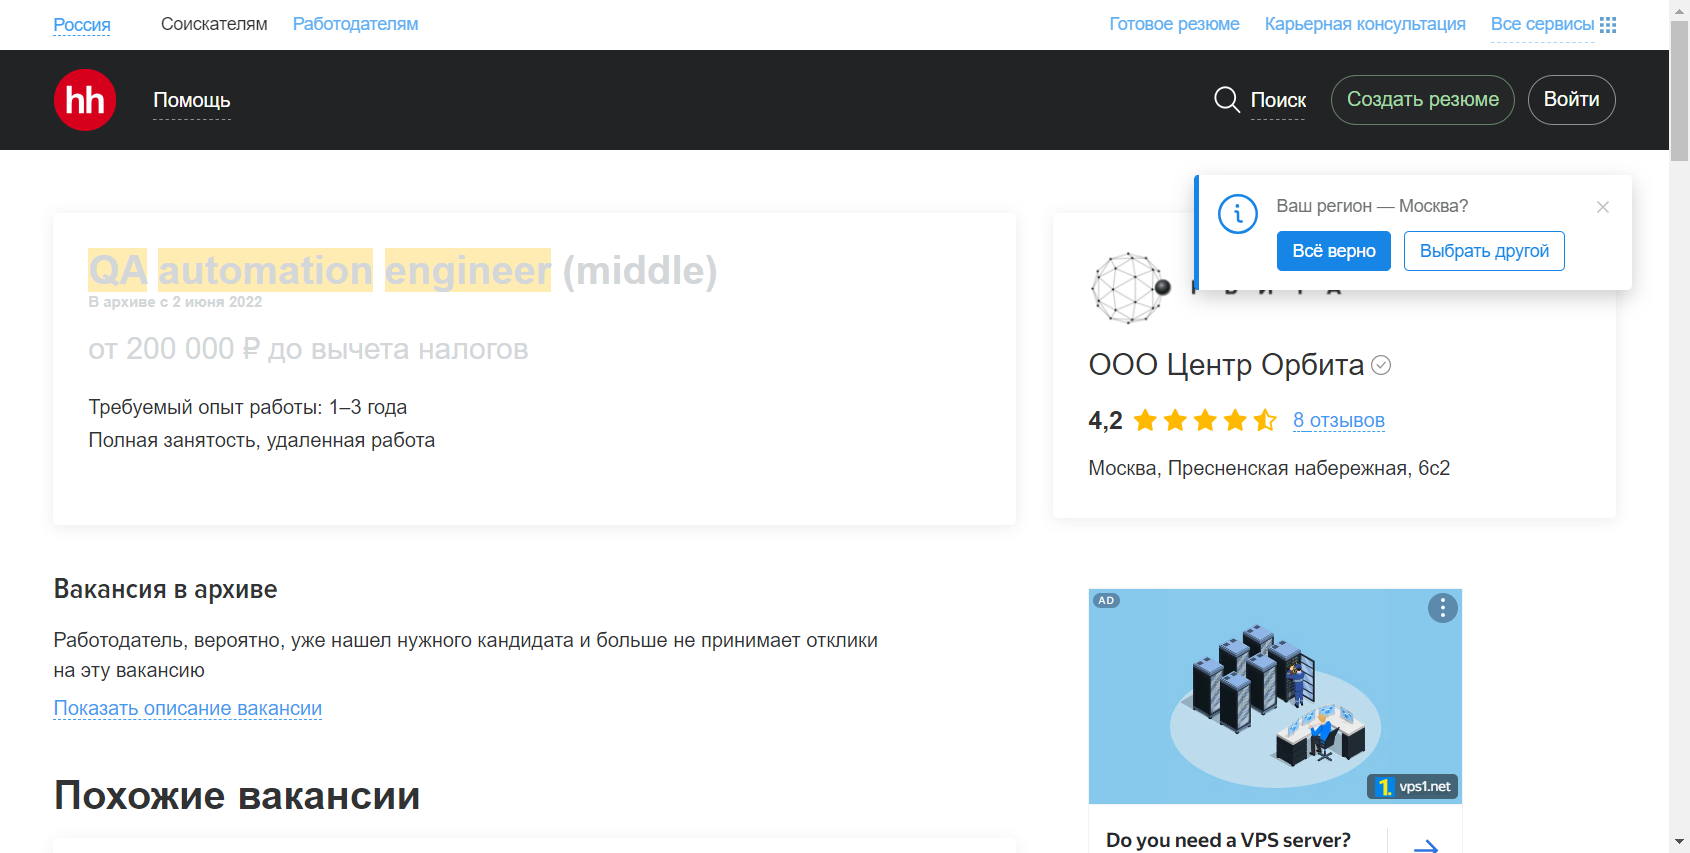 Россия Соискателям Работодателям Готовое резюме Карьерная консультация Все сервисы
hh Помощь Поиск Создать резюме Войти
Ваш регион — Москва?
Всё верно Выбрать другой
QA automation engineer (middle)
В архиве с 2 июня 2022
от 200 000 ₽ до вычета налогов
Требуемый опыт работы: 1–3 года
Полная занятость, удаленная работа
ООО Центр Орбита
4,2 8 отзывов
Москва, Пресненская набережная, 6с2
Вакансия в архиве
Работодатель, вероятно, уже нашел нужного кандидата и больше не принимает отклики
на эту вакансию
Показать описание вакансии
Похожие вакансии
AD
1. vps1.net
Do you need a VPS server?